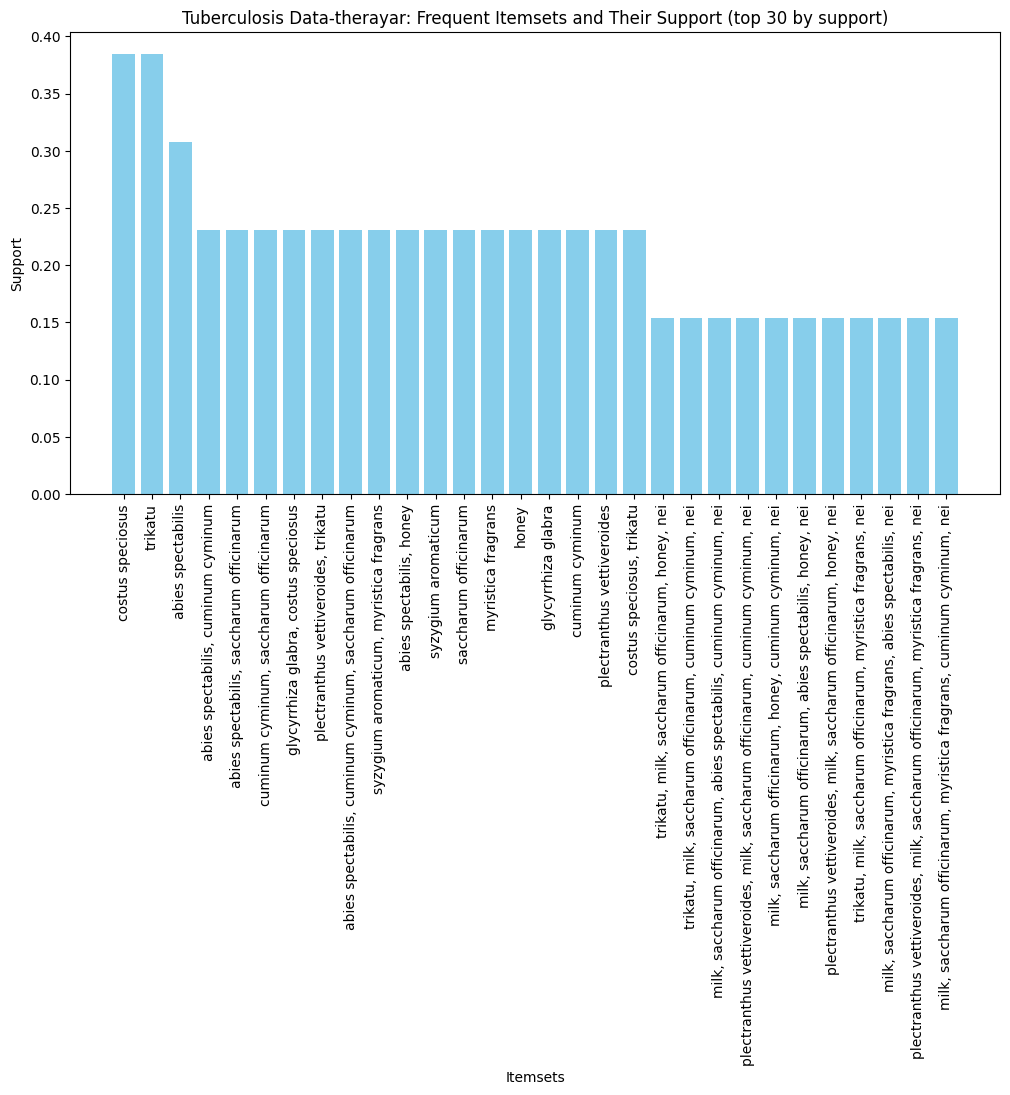 Tuberculosis Data-therayar: Frequent Itemsets and Their Support (top 30 by support)
0.40
0.35
0.30
0.25
0.20
0.15
0.10
0.05
0.00
Support
costus speciosus
trikatu
abies spectabilis
abies spectabilis, cuminum cyminum
abies spectabilis, saccharum officinarum
cuminum cyminum, saccharum officinarum
glycyrrhiza glabra, costus speciosus
plectranthus vettiveroides, trikatu
abies spectabilis, cuminum cyminum, saccharum officinarum
syzygium aromaticum, myristica fragrans
abies spectabilis, honey
syzygium aromaticum
saccharum officinarum
myristica fragrans
honey
glycyrrhiza glabra
cuminum cyminum
plectranthus vettiveroides
costus speciosus, trikatu
trikatu, milk, saccharum officinarum, honey, nei
trikatu, milk, saccharum officinarum, cuminum cyminum, nei
milk, saccharum officinarum, abies spectabilis, cuminum cyminum, nei
plectranthus vettiveroides, milk, saccharum officinarum, cuminum cyminum, nei
milk, saccharum officinarum, honey, cuminum cyminum, nei
milk, saccharum officinarum, abies spectabilis, honey, nei
plectranthus vettiveroides, milk, saccharum officinarum, honey, nei
trikatu, milk, saccharum officinarum, myristica fragrans, nei
milk, saccharum officinarum, myristica fragrans, abies spectabilis, nei
plectranthus vettiveroides, milk, saccharum officinarum, myristica fragrans, nei
milk, saccharum officinarum, myristica fragrans, cuminum cyminum, nei
Itemsets